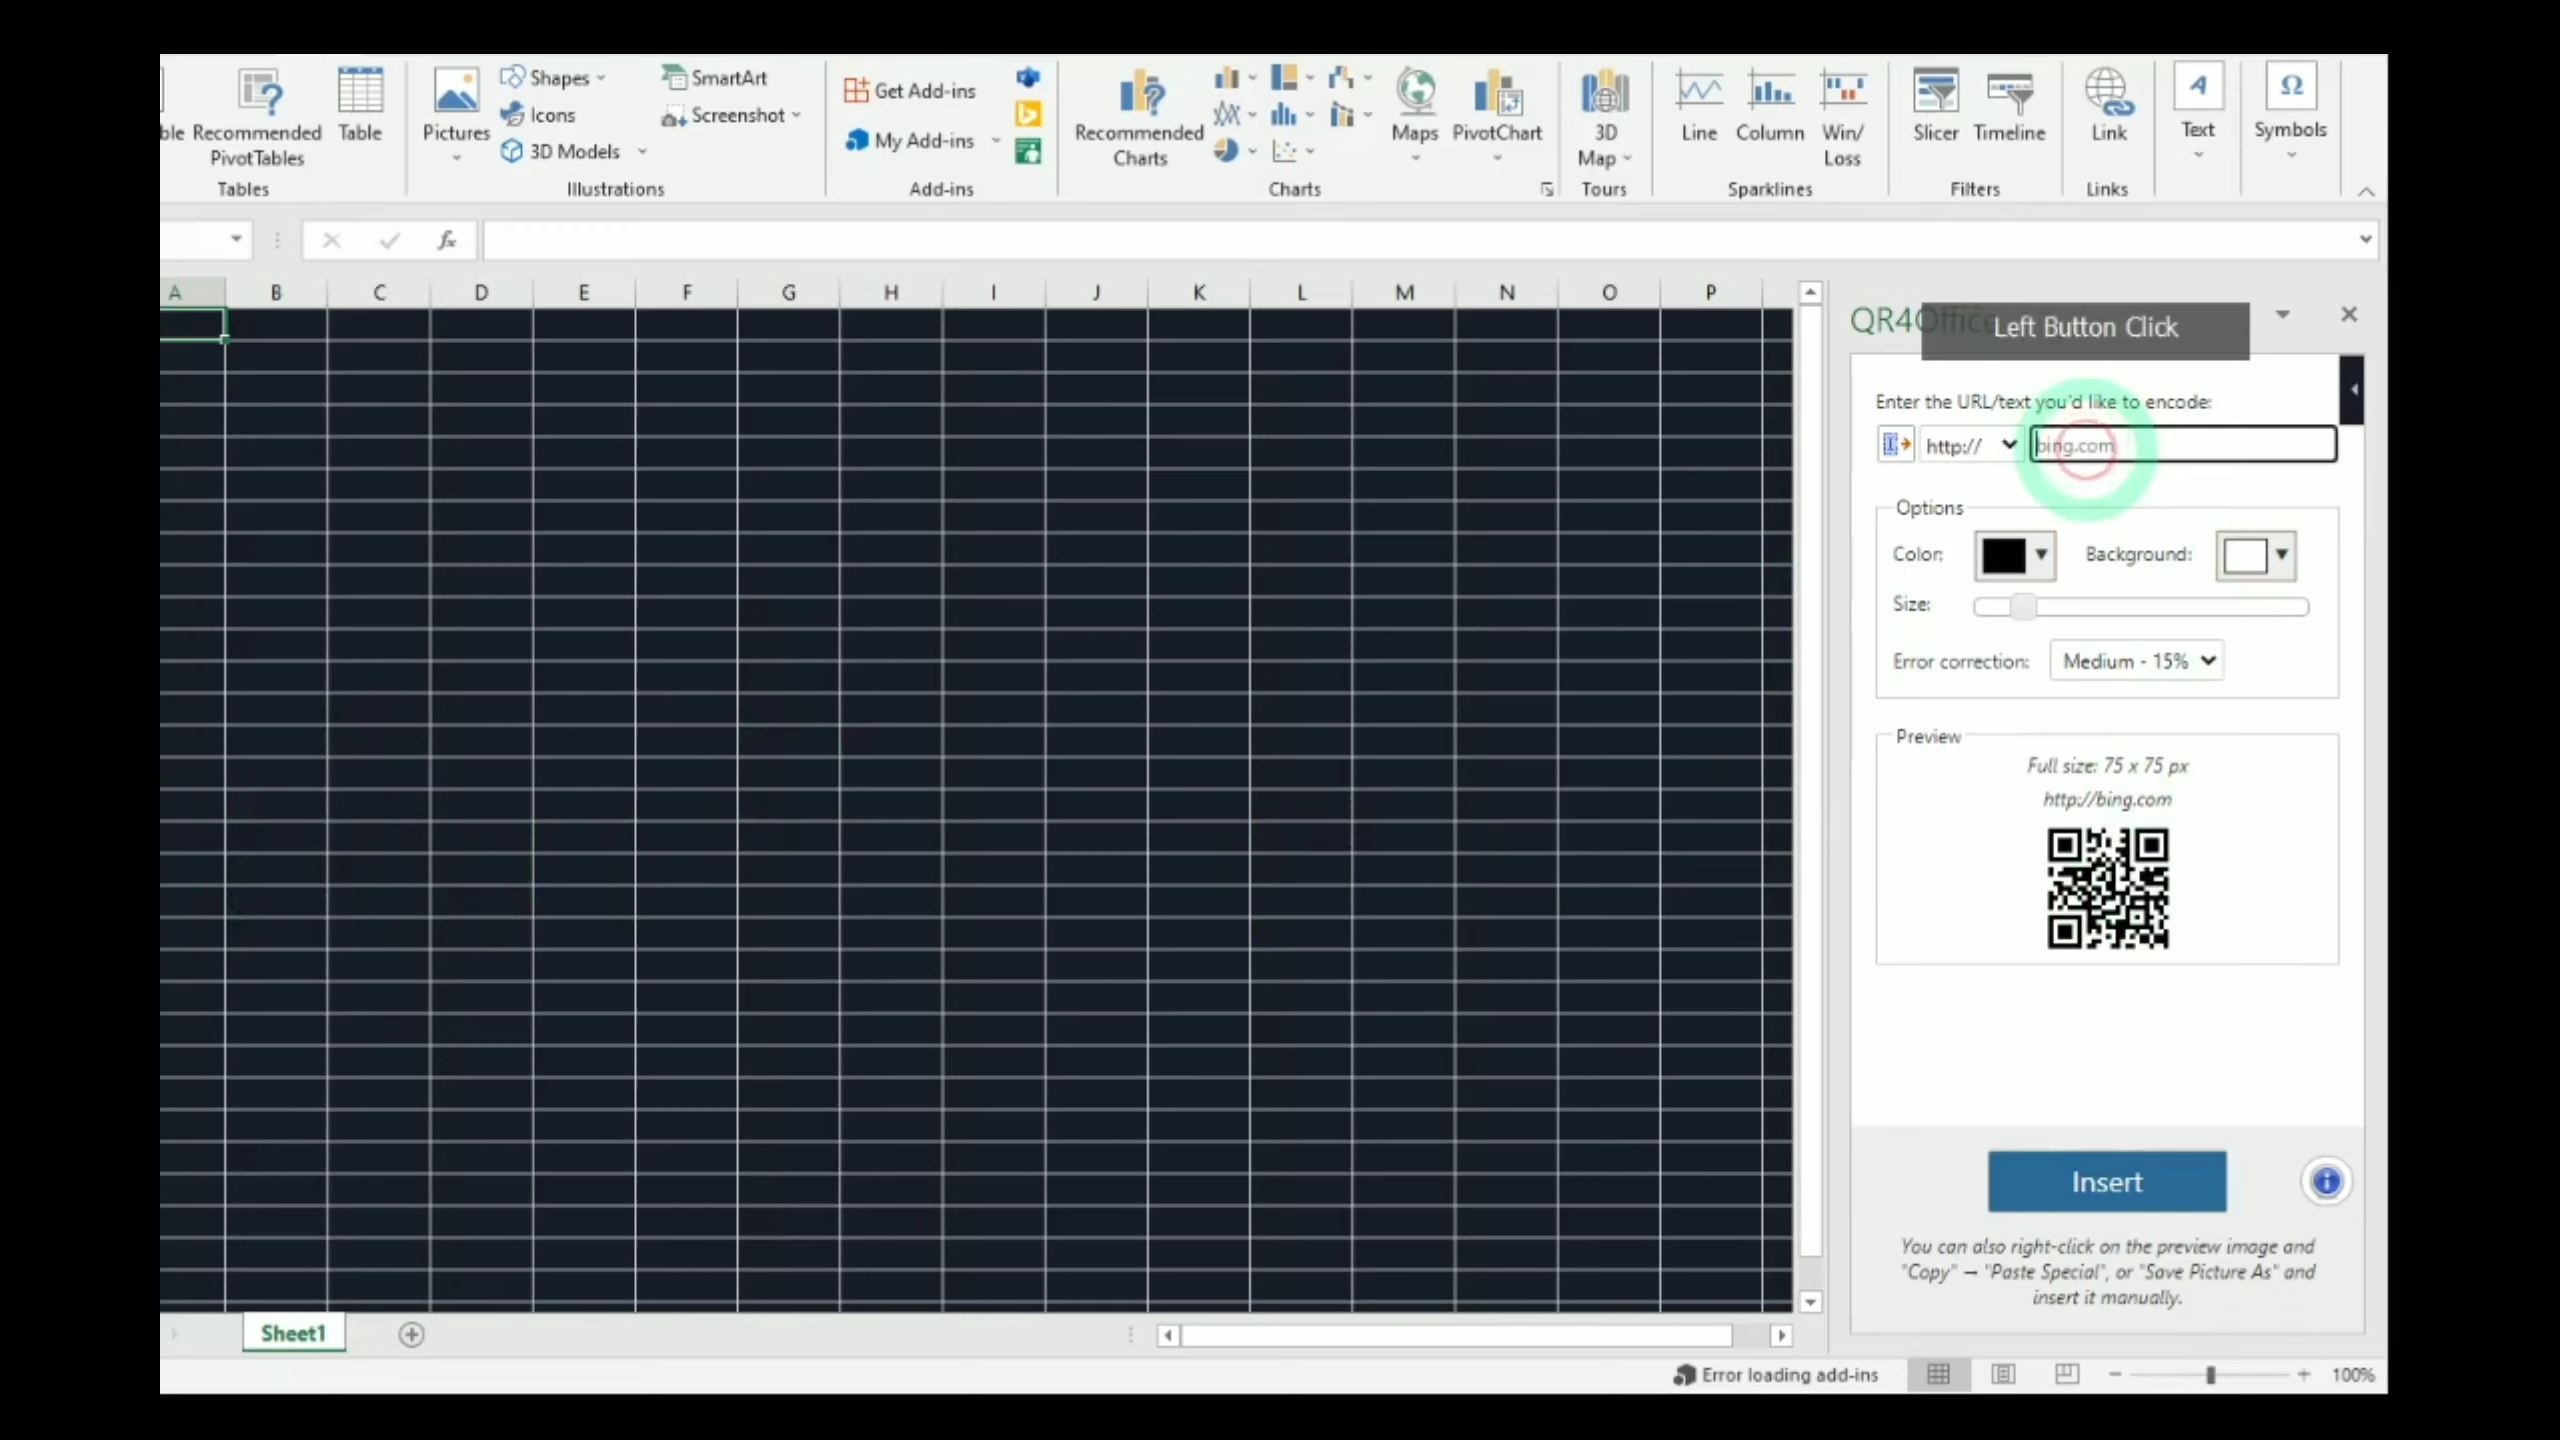 Shapes
SmartArt
Get Add-ins
Icons
Screenshot
ble Recommended PivotTables
Table
Pictures
3D Models
My Add-ins
Recommended Charts
Maps
PivotChart
3D Map
Line
Column
Win/Loss
Slicer
Timeline
Link
Text
Symbols
Tables
Illustrations
Add-ins
Charts
Tours
Sparklines
Filters
Links
fx
A B C D E F G H I J K L M N O P
QR4Office
Left Button Click
Enter the URL/text you'd like to encode:
http://
bing.com
Options
Color:
Background:
Size:
Error correction:
Medium - 15%
Preview
Full size: 75 x 75 px
http://bing.com
Insert
You can also right-click on the preview image and
"Copy" → "Paste Special", or "Save Picture As" and
insert it manually.
Sheet1
Error loading add-ins
100%